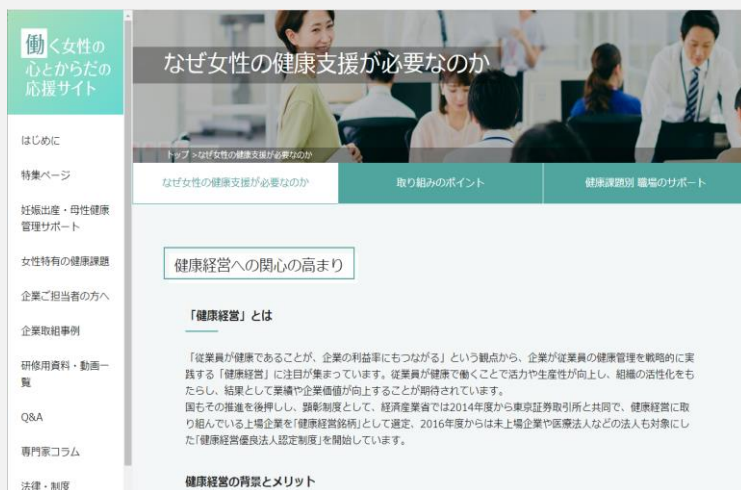 働く女性の
心とからだの
応援サイト
はじめに
特集ページ
妊娠出産・母性健康
管理サポート
女性特有の健康課題
企業ご担当者の方へ
企業取組事例
研修用資料・動画一
覧
Q&A
専門家コラム
法律・制度
なぜ女性の健康支援が必要なのか
トップ >なぜ女性の健康支援が必要なのか
なぜ女性の健康支援が必要なのか
取り組みのポイント
健康課題別 職場のサポート
健康経営への関心の高まり
「健康経営」とは
「従業員が健康であることが、企業の利益率にもつながる」という観点から、企業が従業員の健康管理を戦略的に実
践する「健康経営」に注目が集まっています。従業員が健康で働くことで活力や生産性が向上し、組織の活性化をも
たらし、結果として業績や企業価値が向上することが期待されています。
国もその推進を後押しし、顕彰制度として、経済産業省では2014年度から東京証券取引所と共同で、健康経営に取
り組んでいる上場企業を「健康経営銘柄」として選定、2016年度からは未上場企業や医療法人などの法人も対象にし
た「健康経営優良法人認定制度」を開始しています。
健康経営の背景とメリット